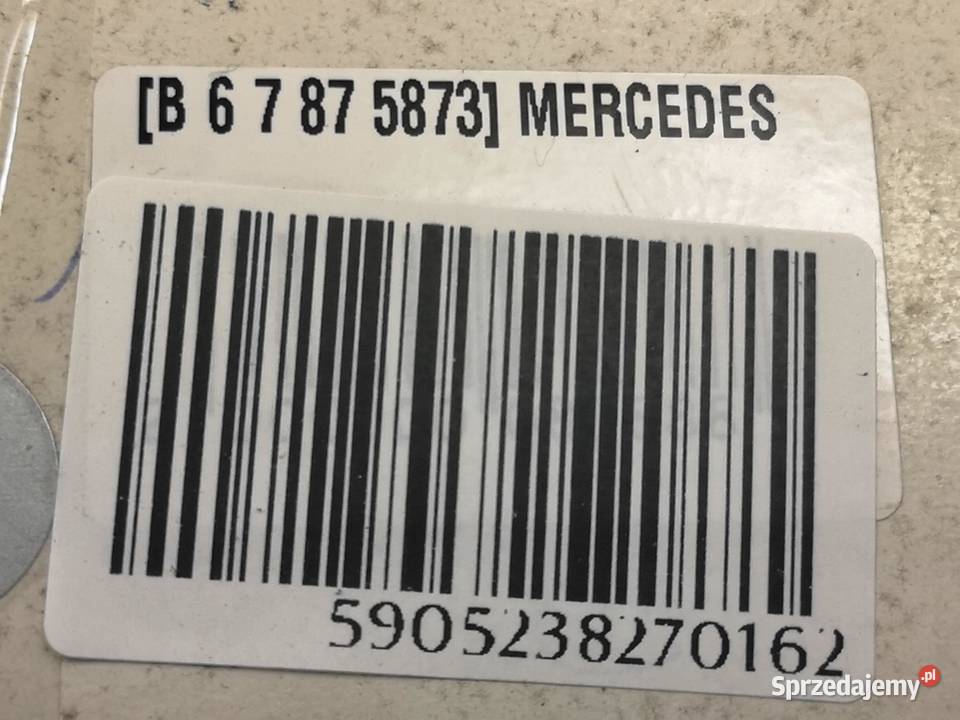 [B 6 7 87 5873] MERCEDES
5905238270162
Sprzedajemy.pl